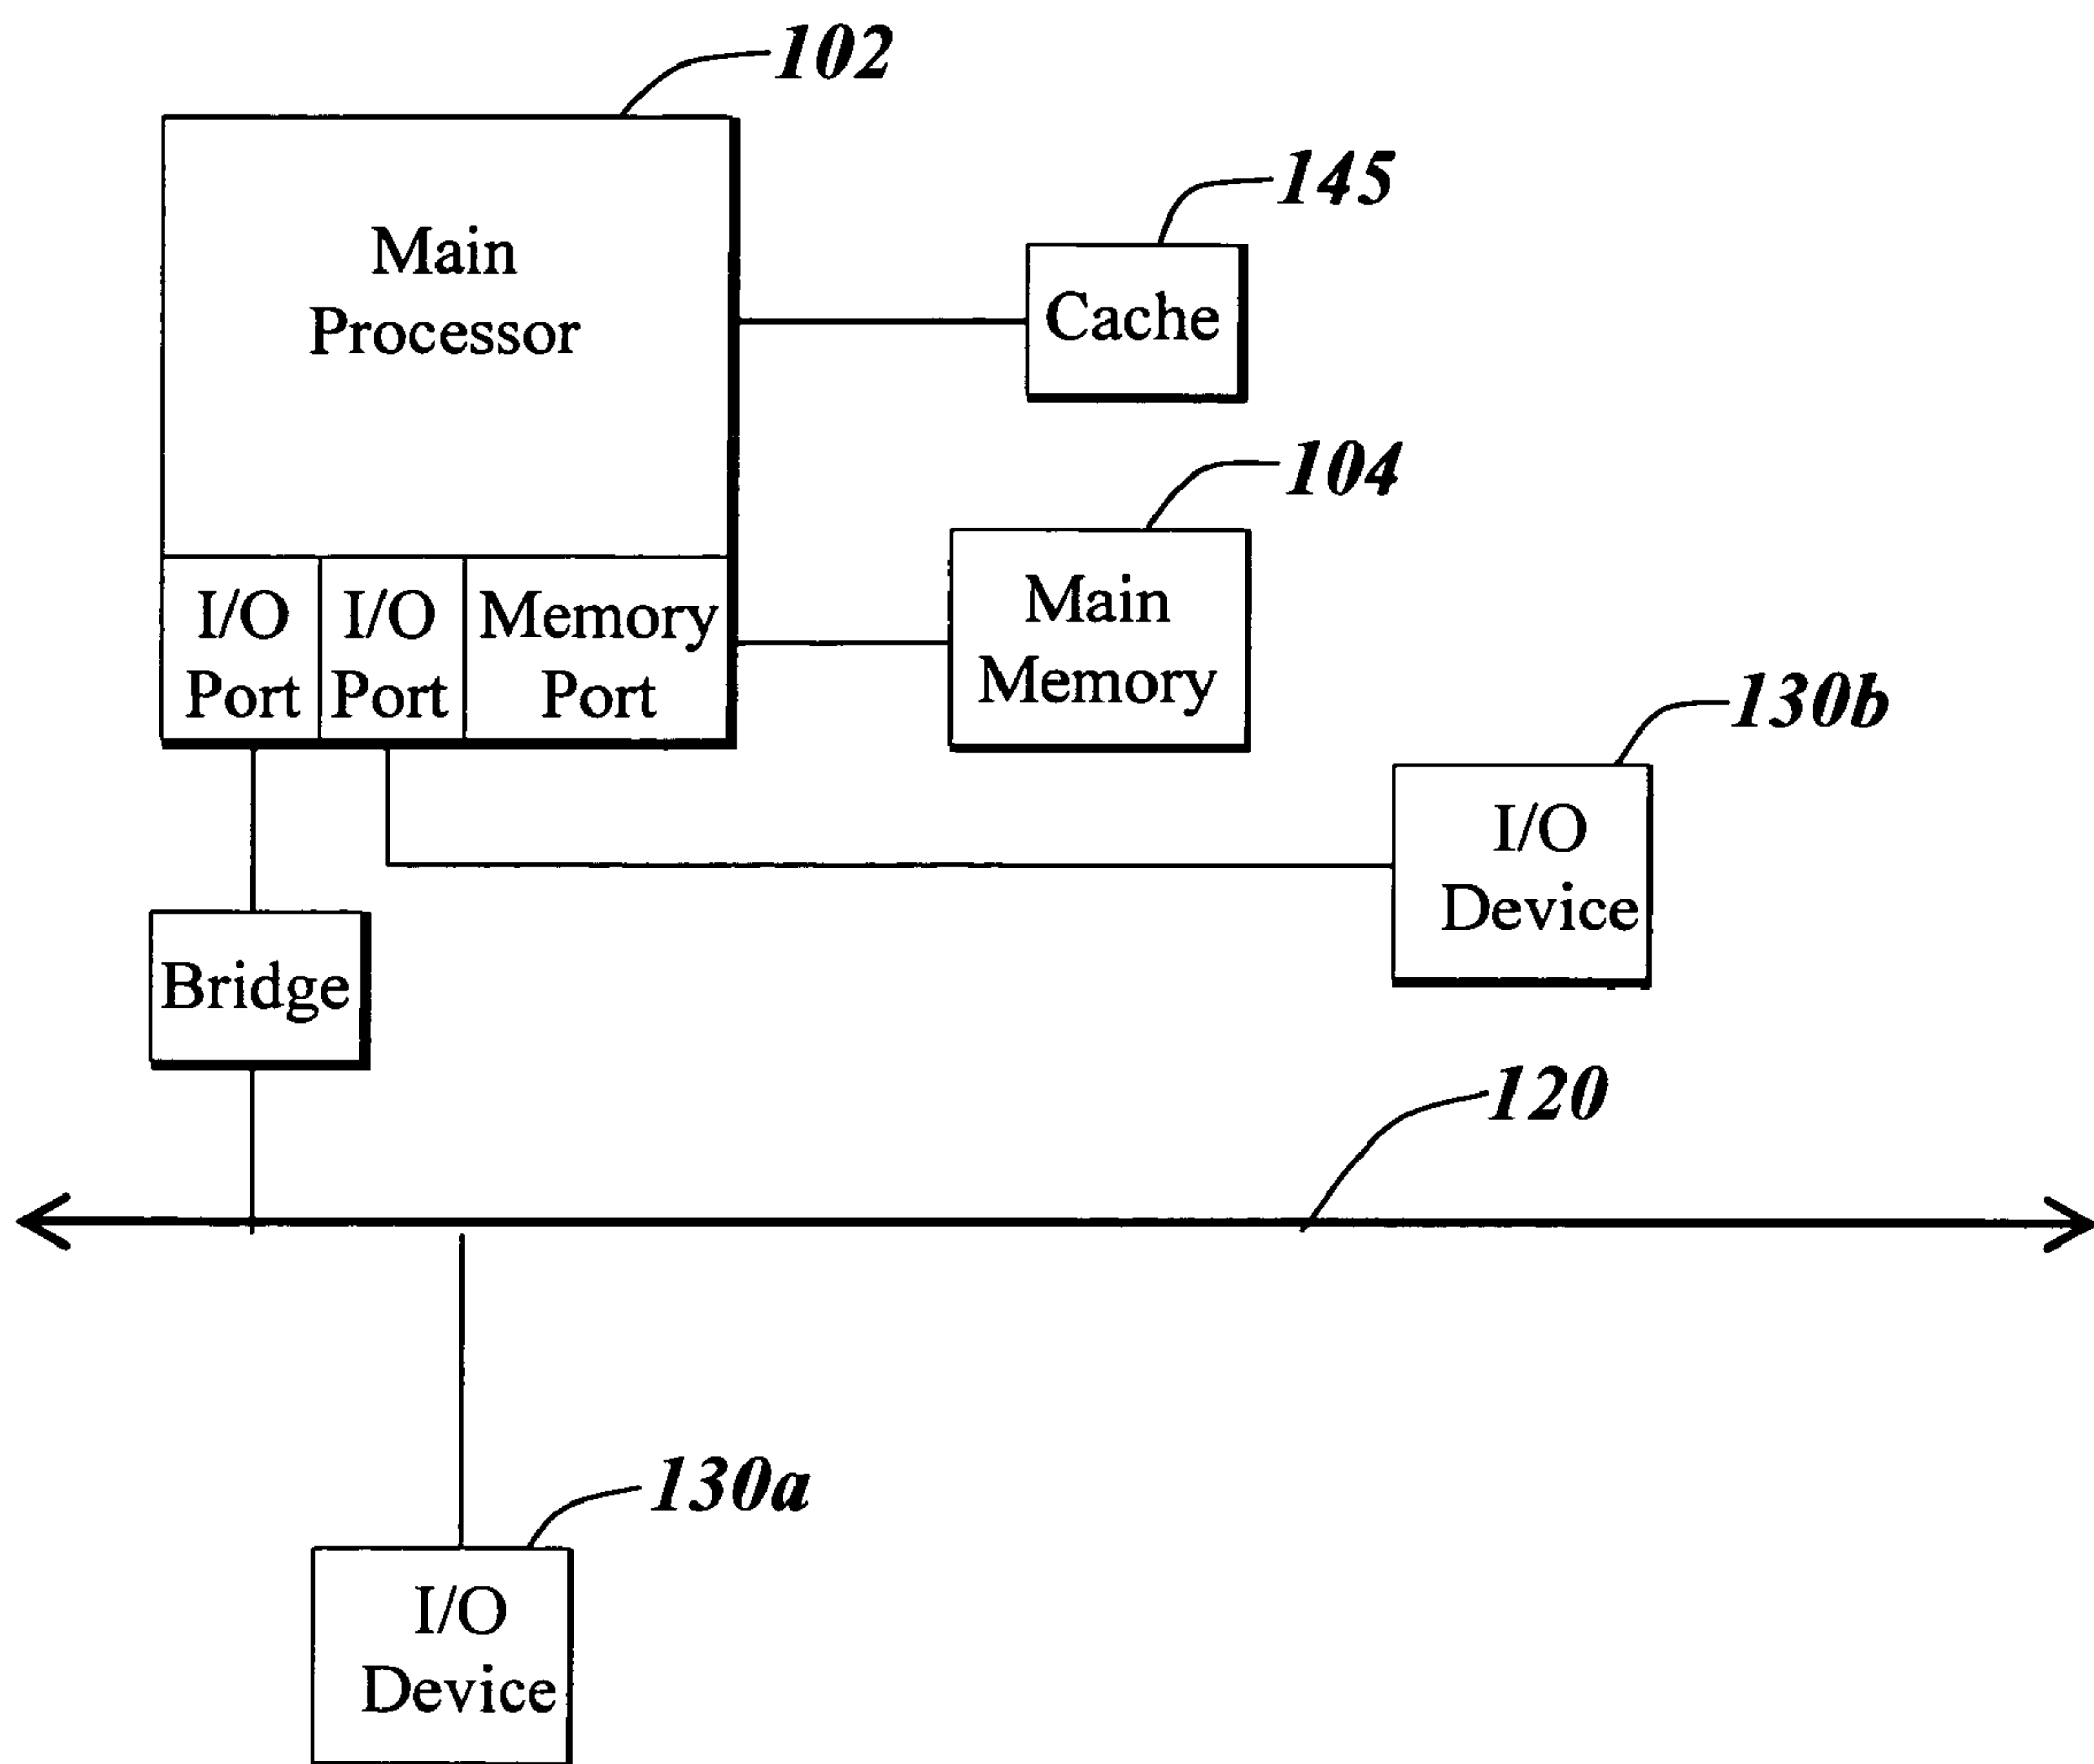 102
145
Main
Processor
Cache
104
I/O
Port
I/O
Port
Memory
Port
Main
Memory
130b
I/O
Device
Bridge
120
130a
I/O
Device